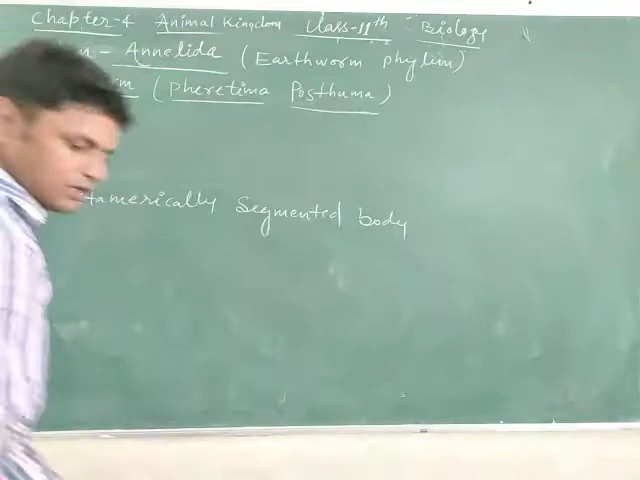 Chapter-4 Animal Kingdom Class-11th Biology
- Annelida (Earthworm phylum)
(Pheretima Posthuma)
tamerically Segmented body